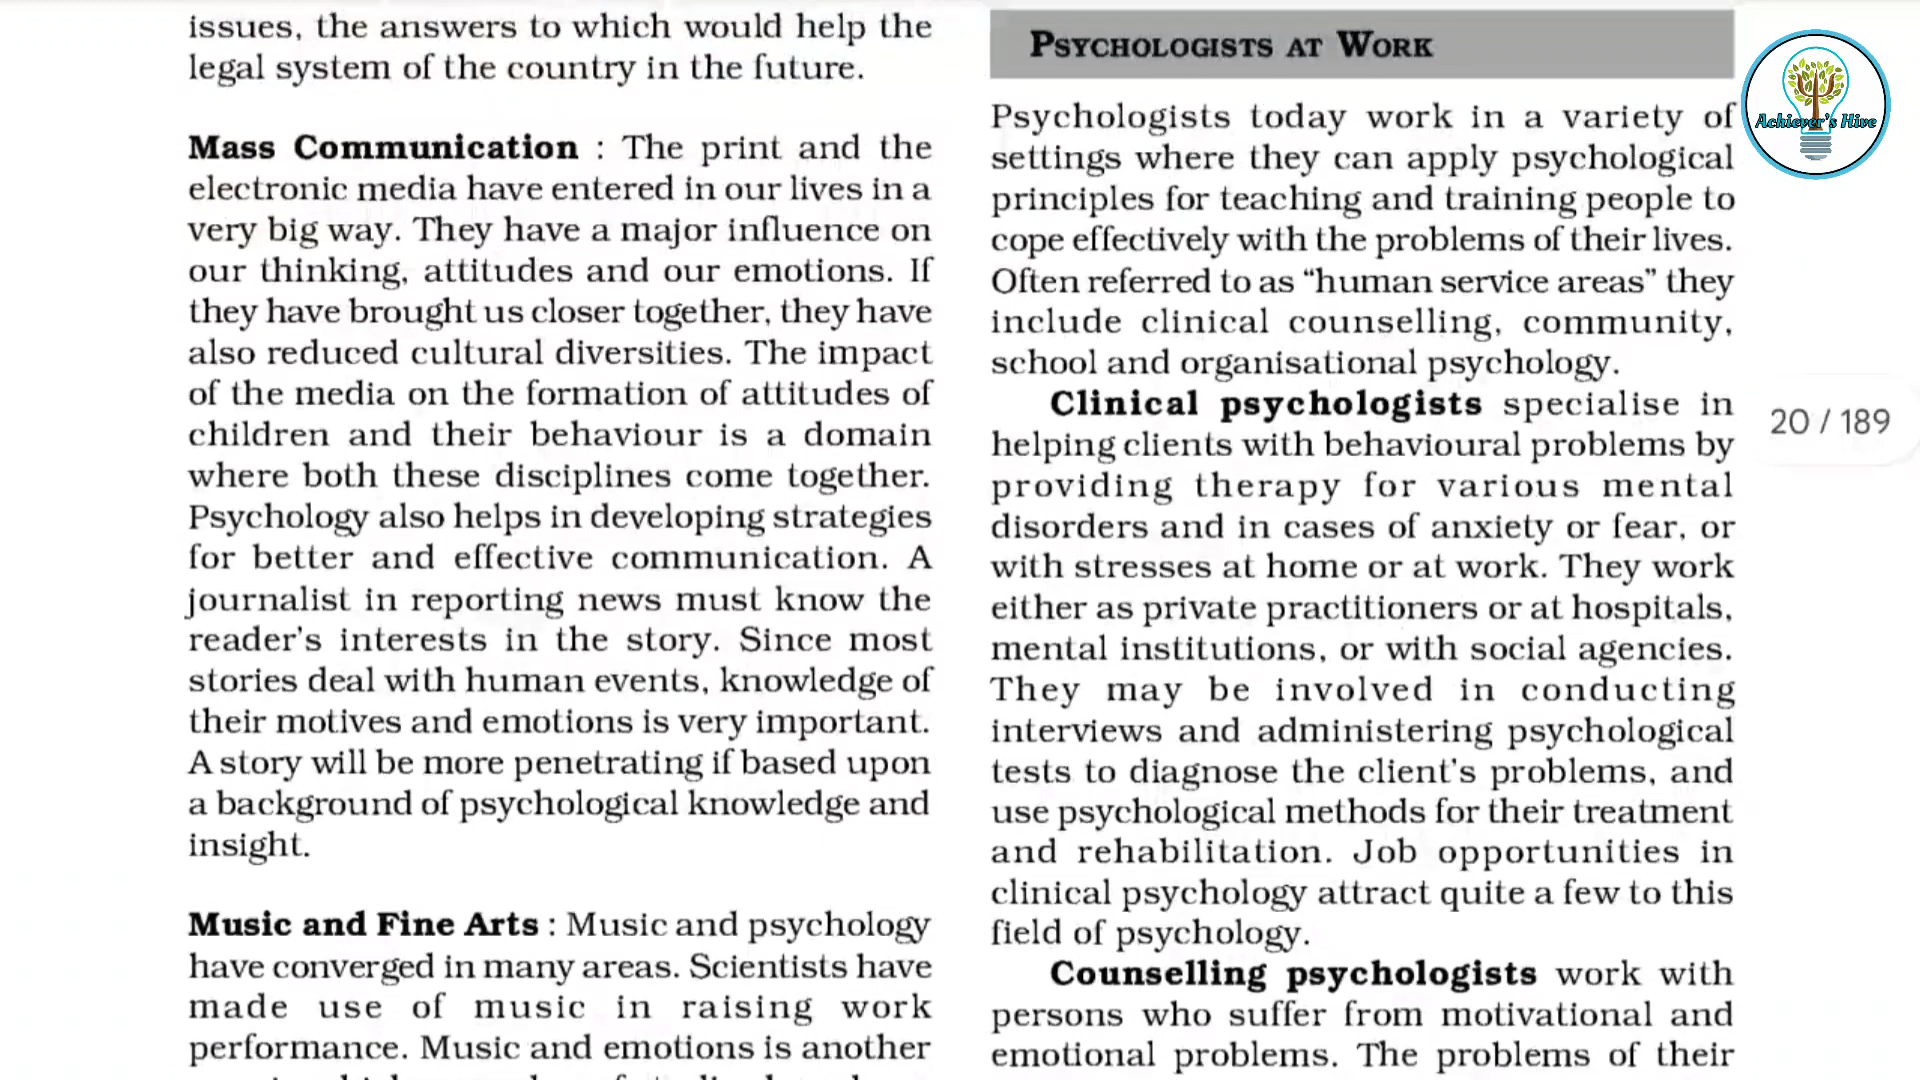 issues, the answers to which would help the
legal system of the country in the future.
Mass Communication : The print and the
electronic media have entered in our lives in a
very big way. They have a major influence on
our thinking, attitudes and our emotions. If
they have brought us closer together, they have
also reduced cultural diversities. The impact
of the media on the formation of attitudes of
children and their behaviour is a domain
where both these disciplines come together.
Psychology also helps in developing strategies
for better and effective communication. A
journalist in reporting news must know the
reader's interests in the story. Since most
stories deal with human events, knowledge of
their motives and emotions is very important.
A story will be more penetrating if based upon
a background of psychological knowledge and
insight.
Music and Fine Arts : Music and psychology
have converged in many areas. Scientists have
made use of music in raising work
performance. Music and emotions is another
PSYCHOLOGISTS AT WORK
Psychologists today work in a variety of
settings where they can apply psychological
principles for teaching and training people to
cope effectively with the problems of their lives.
Often referred to as “human service areas” they
include clinical counselling, community,
school and organisational psychology.
Clinical psychologists specialise in
helping clients with behavioural problems by
providing therapy for various mental
disorders and in cases of anxiety or fear, or
with stresses at home or at work. They work
either as private practitioners or at hospitals,
mental institutions, or with social agencies.
They may be involved in conducting
interviews and administering psychological
tests to diagnose the client's problems, and
use psychological methods for their treatment
and rehabilitation. Job opportunities in
clinical psychology attract quite a few to this
field of psychology.
Counselling psychologists work with
persons who suffer from motivational and
emotional problems. The problems of their
Achiever's Hive
20 / 189